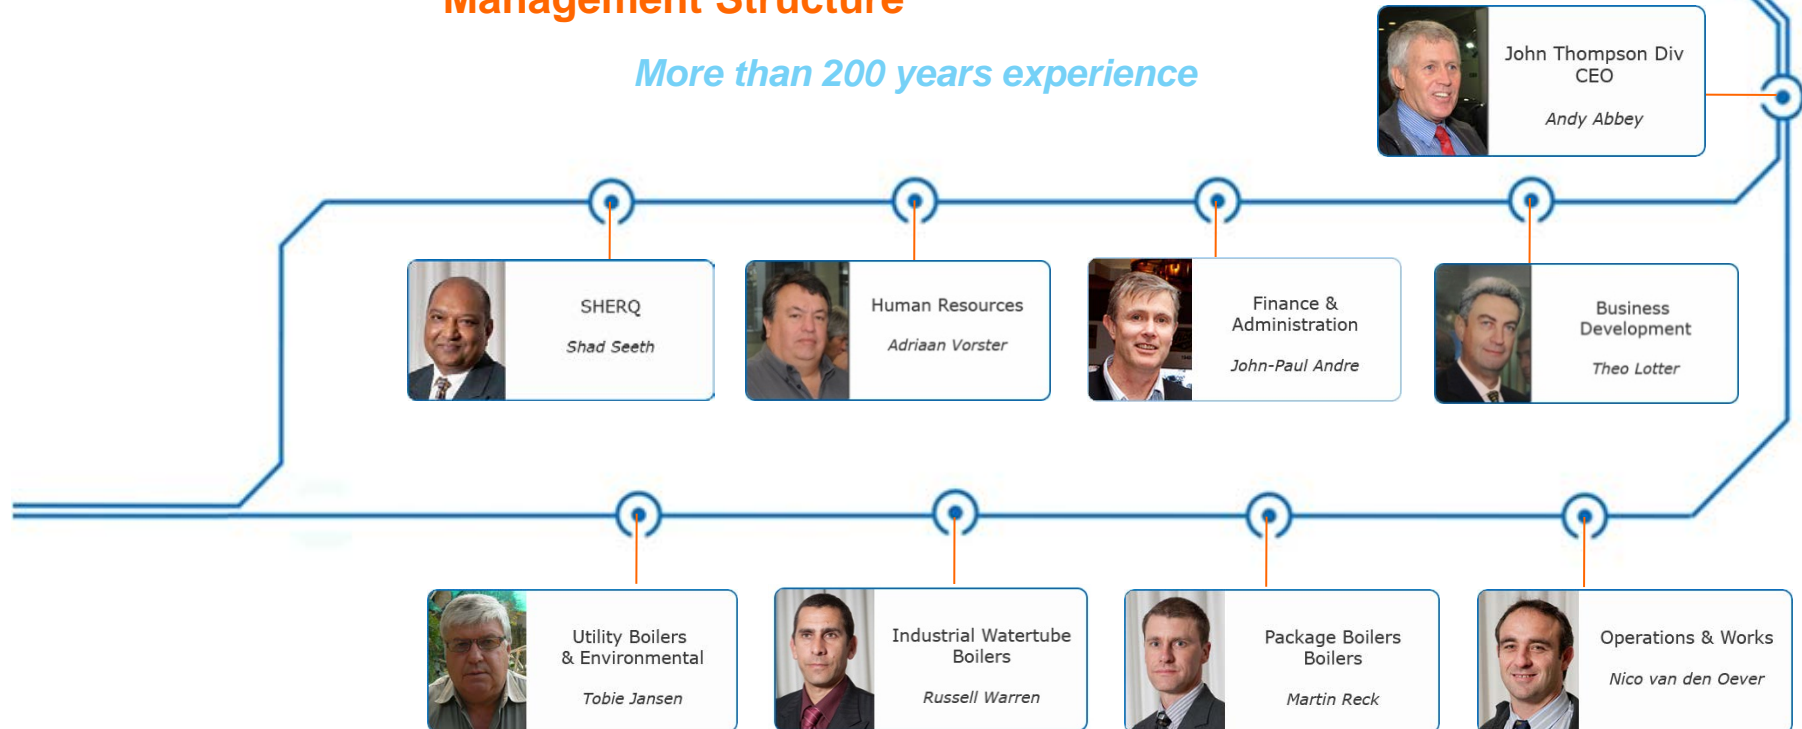 Management Structure
More than 200 years experience
John Thompson Div
CEO
Andy Abbey
SHERQ
Shad Seeth
Human Resources
Adriaan Vorster
Finance &
Administration
John-Paul Andre
Business
Development
Theo Lotter
Utility Boilers
& Environmental
Tobie Jansen
Industrial Watertube
Boilers
Russell Warren
Package Boilers
Boilers
Martin Reck
Operations & Works
Nico van den Oever